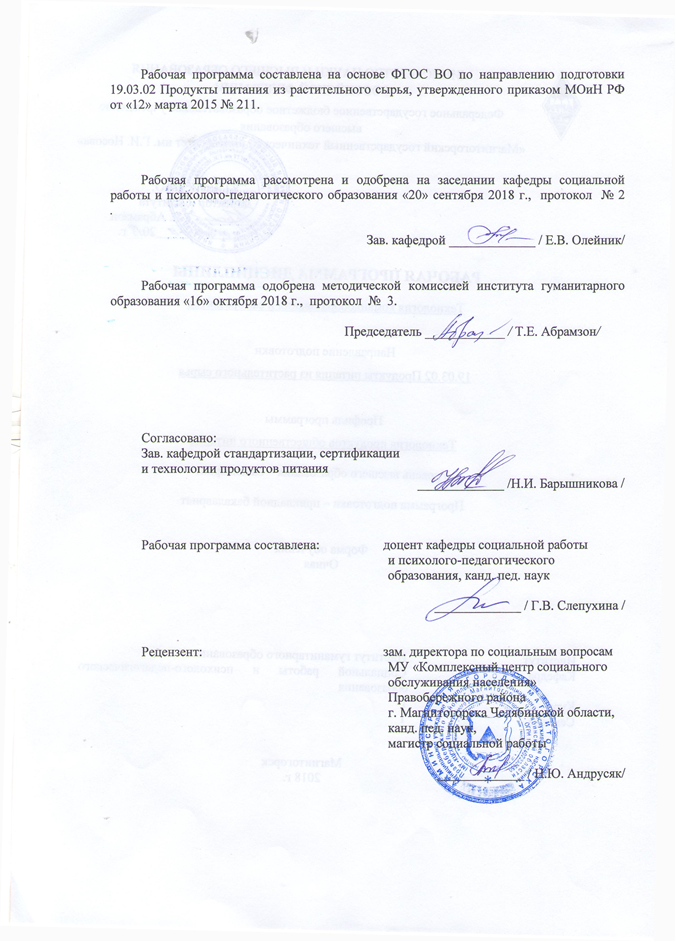 Рабочая программа составлена на основе ФГОС ВО по направлению подготовки
19.03.02 Продукты питания из растительного сырья, утвержденного приказом МОиН РФ
от «12» марта 2015 № 211.
Рабочая программа рассмотрена и одобрена на заседании кафедры социальной
работы и психолого-педагогического образования «20» сентября 2018 г., протокол № 2
.
Зав. кафедрой _____________ / Е.В. Олейник/
Рабочая программа одобрена методической комиссией института гуманитарного
образования «16» октября 2018 г., протокол № 3.
Председатель ____________ / Т.Е. Абрамзон/
Согласовано:
Зав. кафедрой стандартизации, сертификации
и технологии продуктов питания
_____________ /Н.И. Барышникова /
Рабочая программа составлена: доцент кафедры социальной работы
и психолого-педагогического
образования, канд. пед. наук
_____________ / Г.В. Слепухина /
Рецензент: зам. директора по социальным вопросам
МУ «Комплексный центр социального
обслуживания населения»
Правобережного района
г. Магнитогорска Челябинской области,
канд. пед. наук,
магистр социальной работы
_____________ /Н.Ю. Андрусяк/